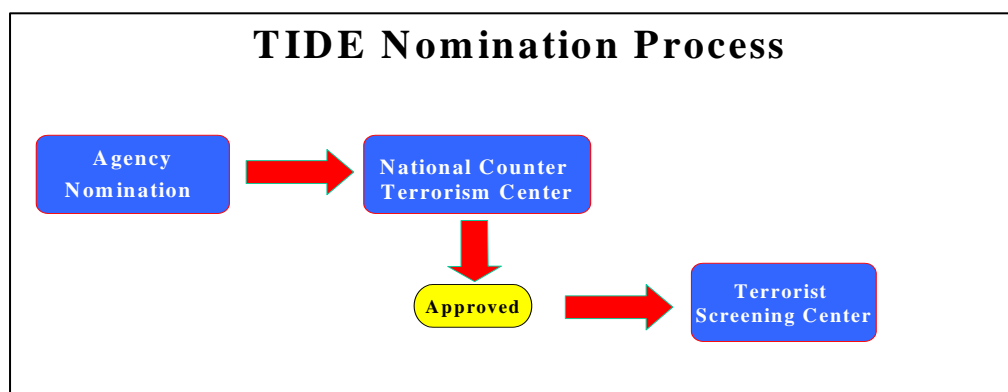 TIDE Nomination Process
Agency
Nomination
National Counter
Terrorism Center
Approved
Terrorist
Screening Center